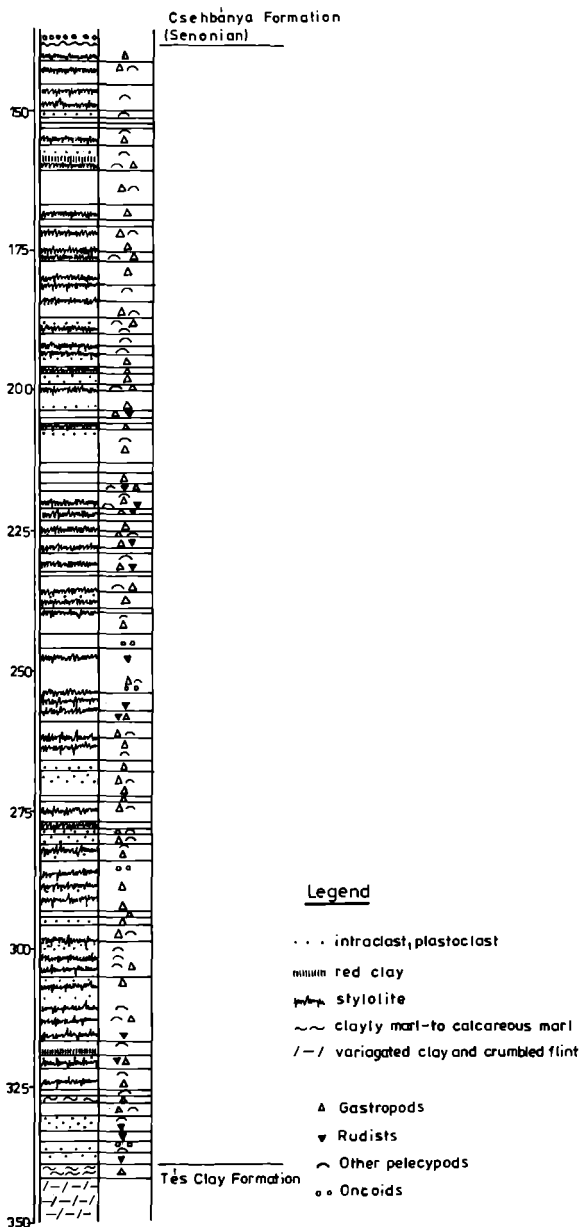 Csehbánya Formation
(Senonian)
150
175
200
225
250
275
300
325
350
Tés Clay Formation
Legend
intraclast, plastoclast
red clay
stylolite
clayly marl-to calcareous marl
variagated clay and crumbled flint
Gastropods
Rudists
Other pelecypods
Oncoids